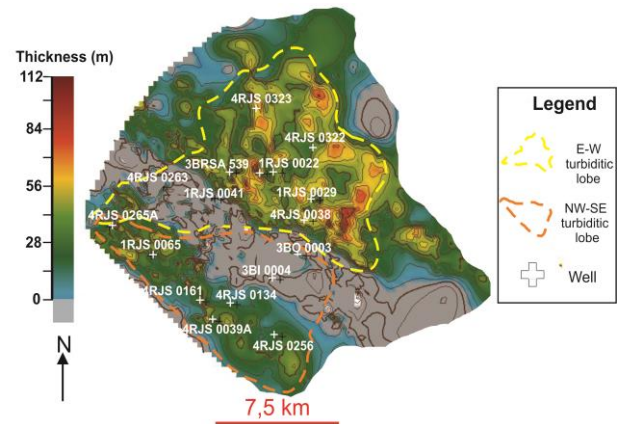 Thickness (m)
112
84
56
28
0
N
4RJS 0323
4RJS 0322
3BRSA 539
1RJS 0022
4RJS 0263
1RJS 0041
1RJS 0029
4RJS 0265A
4RJS 0038
1RJS 0065
3BO 0003
3BI 0004
4RJS 0161
4RJS 0134
4RJS 0039A
4RJS 0256
7,5 km
Legend
E-W
turbiditic
lobe
NW-SE
turbiditic
lobe
Well